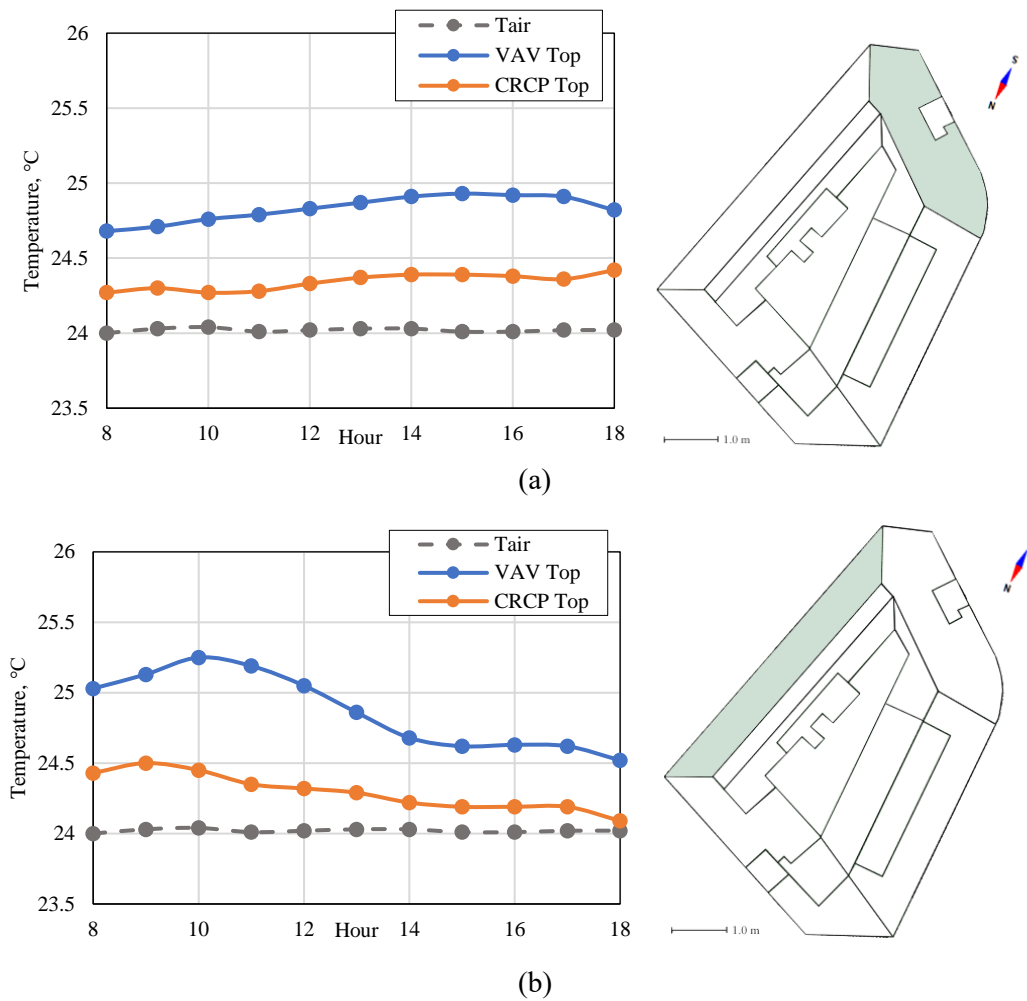 26
25.5
25
24.5
24
23.5
Temperature, °C
Tair
VAV Top
CRCP Top
8
10
12
Hour
14
16
18
S
N
1.0 m
(a)
26
25.5
25
24.5
24
23.5
Temperature, °C
Tair
VAV Top
CRCP Top
8
10
12
Hour
14
16
18
N
1.0 m
(b)